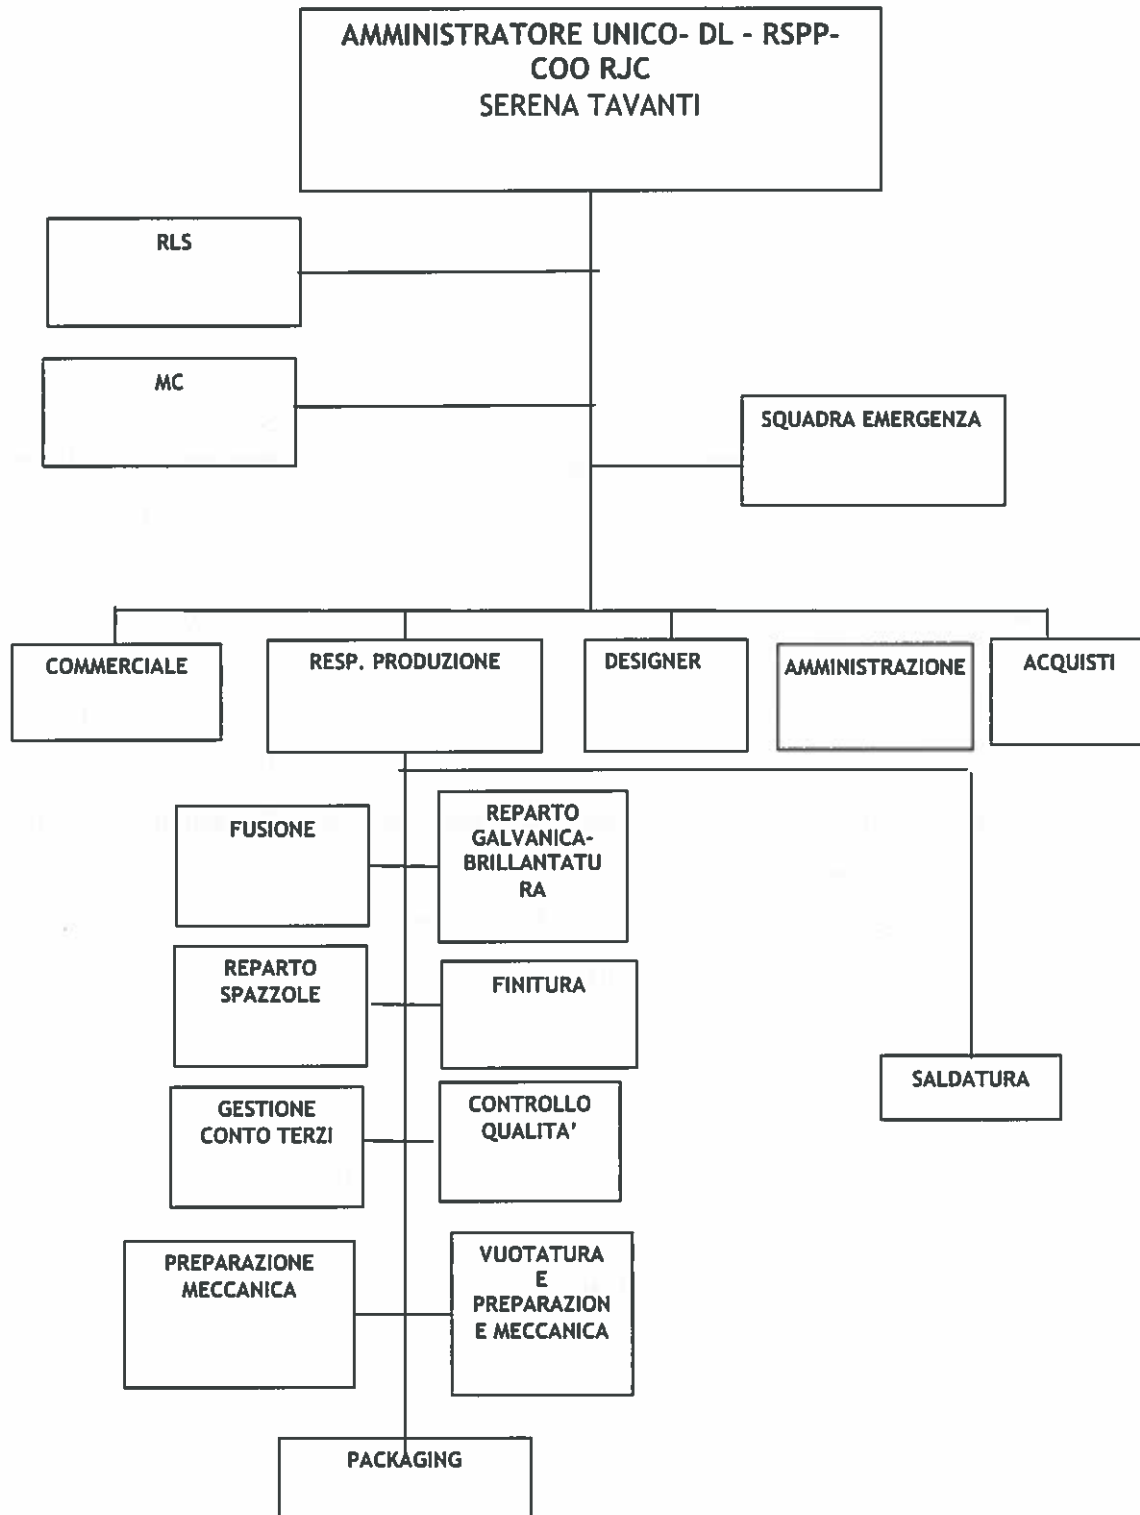 AMMINISTRATORE UNICO- DL - RSPP-
COO RJC
SERENA TAVANTI
RLS
MC
SQUADRA EMERGENZA
COMMERCIALE
RESP. PRODUZIONE
DESIGNER
AMMINISTRAZIONE
ACQUISTI
FUSIONE
REPARTO
GALVANICA-
BRILLANTATU
RA
REPARTO
SPAZZOLE
FINITURA
SALDATURA
GESTIONE
CONTO TERZI
CONTROLLO
QUALITA'
PREPARAZIONE
MECCANICA
VUOTATURA
E
PREPARAZION
E MECCANICA
PACKAGING